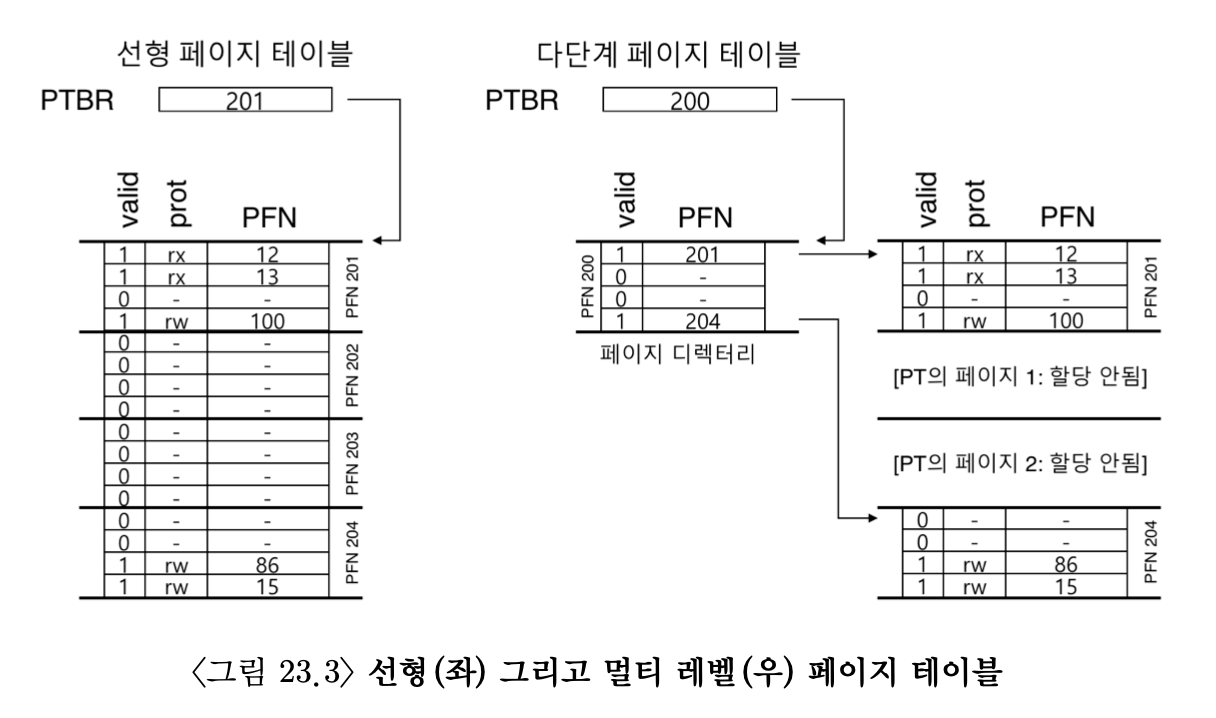 선형 페이지 테이블
PTBR 201
valid prot PFN
1 rx 12
1 rx 13
0 - -
1 rw 100
PFN 201
0 - -
0 - -
0 - -
0 - -
PFN 202
0 - -
0 - -
0 - -
0 - -
PFN 203
0 - -
0 - -
1 rw 86
1 rw 15
PFN 204
다단계 페이지 테이블
PTBR 200
valid PFN
PFN 200
1 201
0 -
0 -
1 204
페이지 디렉터리
valid prot PFN
1 rx 12
1 rx 13
0 - -
1 rw 100
PFN 201
[PT의 페이지 1: 할당 안됨]
[PT의 페이지 2: 할당 안됨]
0 - -
0 - -
1 rw 86
1 rw 15
PFN 204
〈그림 23.3〉 선형(좌) 그리고 멀티 레벨(우) 페이지 테이블